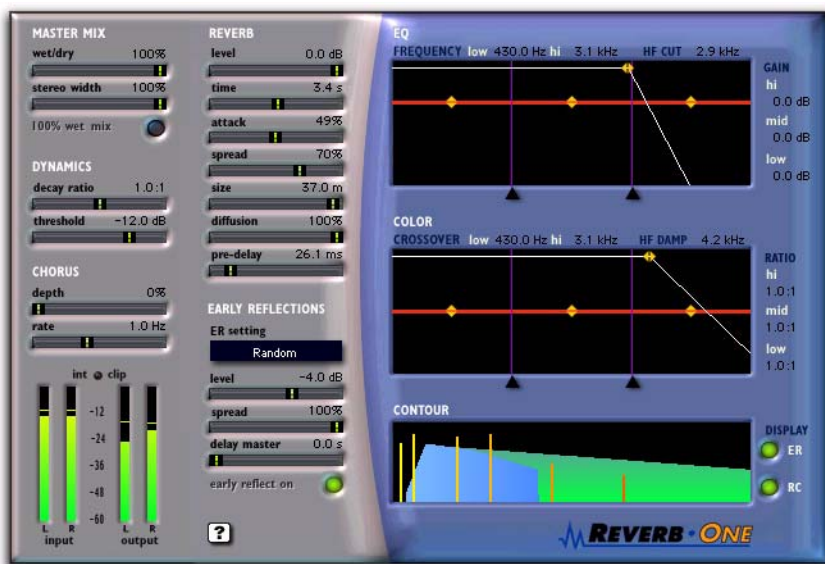 MASTER MIX
wet/dry 100%
stereo width 100%
100% wet mix
DYNAMICS
decay ratio 1.0:1
threshold -12.0 dB
CHORUS
depth 0%
rate 1.0 Hz
int clip
-12
-24
-36
-48
-60
L R L R
input output
REVERB
level 0.0 dB
time 3.4 s
attack 49%
spread 70%
size 37.0 m
diffusion 100%
pre-delay 26.1 ms
EARLY REFLECTIONS
ER setting
Random
level -4.0 dB
spread 100%
delay master 0.0 s
early reflect on
?
EQ
FREQUENCY low 430.0 Hz hi 3.1 kHz HF CUT 2.9 kHz
GAIN
hi
0.0 dB
mid
0.0 dB
low
0.0 dB
COLOR
CROSSOVER low 430.0 Hz hi 3.1 kHz HF DAMP 4.2 kHz
RATIO
hi
1.0:1
mid
1.0:1
low
1.0:1
CONTOUR
DISPLAY
ER
RC
REVERB·ONE